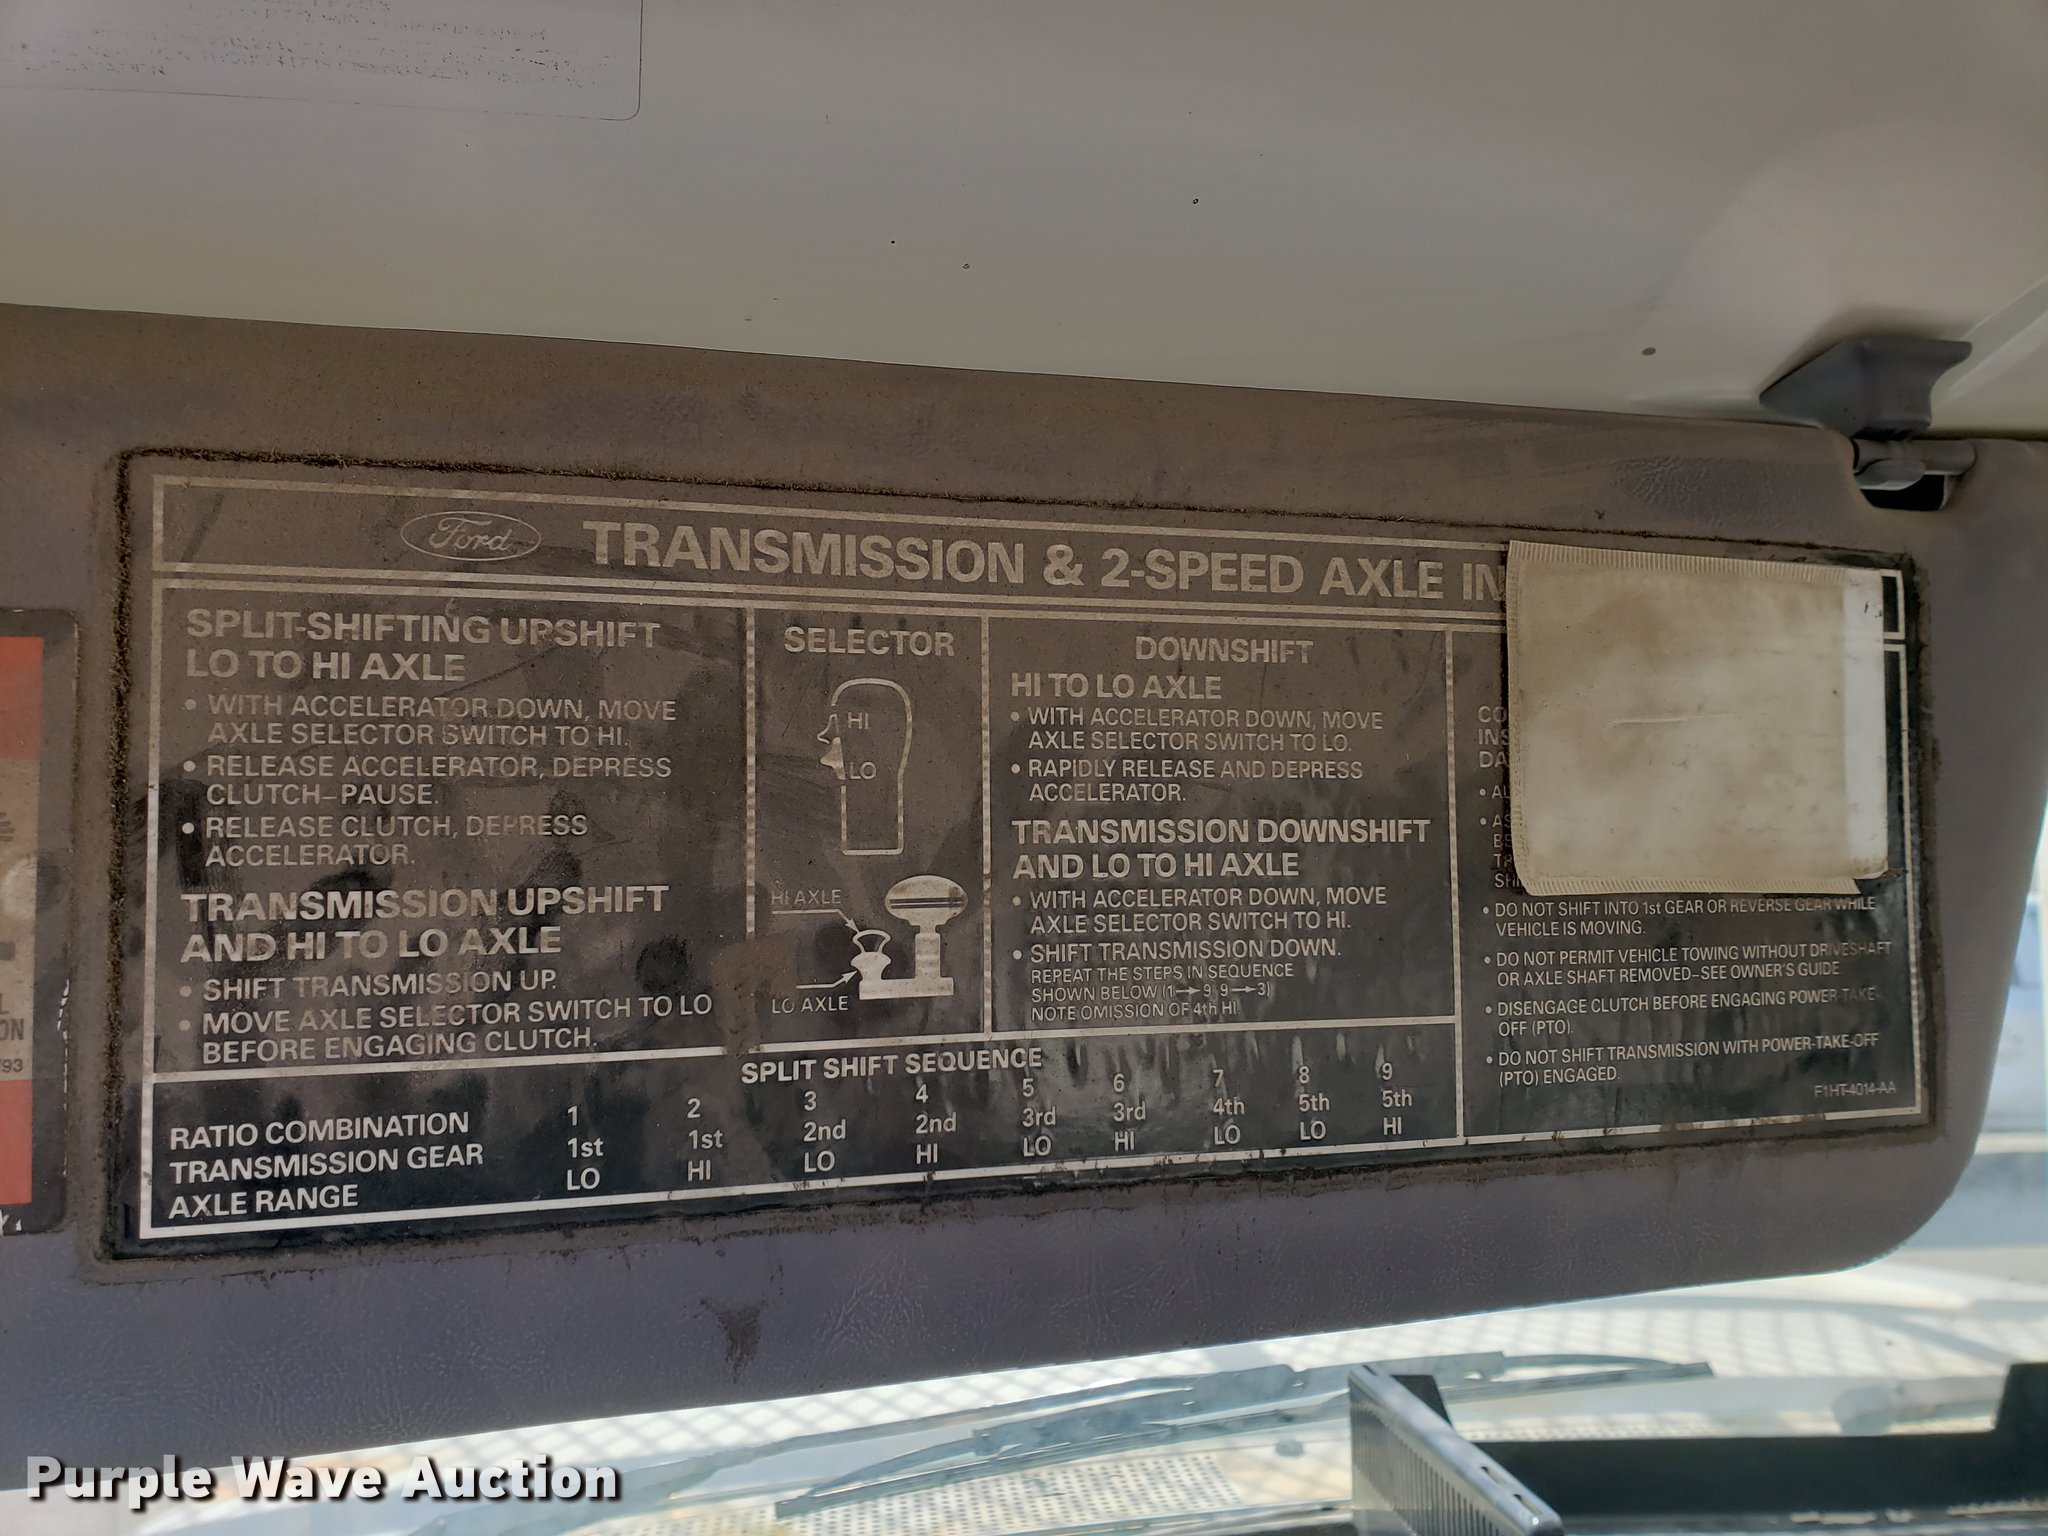 Ford
TRANSMISSION & 2-SPEED AXLE IN
SPLIT-SHIFTING UPSHIFT
LO TO HI AXLE
• WITH ACCELERATOR DOWN, MOVE
AXLE SELECTOR SWITCH TO HI.
• RELEASE ACCELERATOR, DEPRESS
CLUTCH–PAUSE.
• RELEASE CLUTCH, DEPRESS
ACCELERATOR.
TRANSMISSION UPSHIFT
AND HI TO LO AXLE
• SHIFT TRANSMISSION UP.
• MOVE AXLE SELECTOR SWITCH TO LO
BEFORE ENGAGING CLUTCH.
SELECTOR
HI
LO
HI AXLE
LO AXLE
DOWNSHIFT
HI TO LO AXLE
• WITH ACCELERATOR DOWN, MOVE
AXLE SELECTOR SWITCH TO LO.
• RAPIDLY RELEASE AND DEPRESS
ACCELERATOR.
TRANSMISSION DOWNSHIFT
AND LO TO HI AXLE
• WITH ACCELERATOR DOWN, MOVE
AXLE SELECTOR SWITCH TO HI.
• SHIFT TRANSMISSION DOWN.
REPEAT THE STEPS IN SEQUENCE
SHOWN BELOW (1→9, 9→3)
NOTE OMISSION OF 4th HI.
CO
INS
DA
• AL
• AS
SHI
• DO NOT SHIFT INTO 1st GEAR OR REVERSE GEAR WHILE
VEHICLE IS MOVING.
• DO NOT PERMIT VEHICLE TOWING WITHOUT DRIVESHAFT
OR AXLE SHAFT REMOVED–SEE OWNER'S GUIDE
• DISENGAGE CLUTCH BEFORE ENGAGING POWER-TAKE-
OFF (PTO).
• DO NOT SHIFT TRANSMISSION WITH POWER-TAKE-OFF
(PTO) ENGAGED.
F1HT-4014-AA
SPLIT SHIFT SEQUENCE
RATIO COMBINATION 1 2 3 4 5 6 7 8 9
TRANSMISSION GEAR 1st 1st 2nd 2nd 3rd 3rd 4th 5th 5th
AXLE RANGE LO HI LO HI LO HI LO LO HI
L
ON
/93
Purple Wave Auction